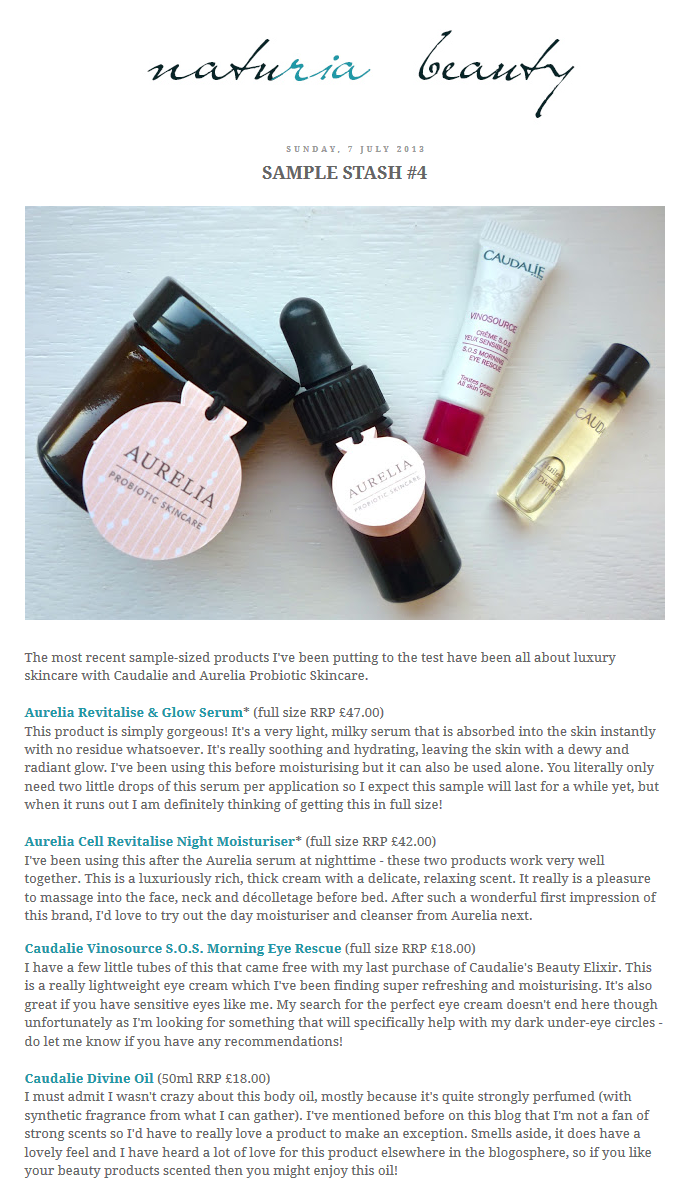 naturia beauty
SUNDAY, 7 JULY 2013
SAMPLE STASH #4
CAUDALÍE
PARIS
VINOSOURCE
CRÈME S.O.S
YEUX SENSIBLES
S.O.S MORNING
EYE RESCUE
Toutes peaux
All skin types
CAUD
Huile
Divine
AURELIA
PROBIOTIC SKINCARE
AURELIA
PROBIOTIC SKINCARE
The most recent sample-sized products I've been putting to the test have been all about luxury
skincare with Caudalie and Aurelia Probiotic Skincare.
Aurelia Revitalise & Glow Serum* (full size RRP £47.00)
This product is simply gorgeous! It's a very light, milky serum that is absorbed into the skin instantly
with no residue whatsoever. It's really soothing and hydrating, leaving the skin with a dewy and
radiant glow. I've been using this before moisturising but it can also be used alone. You literally only
need two little drops of this serum per application so I expect this sample will last for a while yet, but
when it runs out I am definitely thinking of getting this in full size!
Aurelia Cell Revitalise Night Moisturiser* (full size RRP £42.00)
I've been using this after the Aurelia serum at nighttime - these two products work very well
together. This is a luxuriously rich, thick cream with a delicate, relaxing scent. It really is a pleasure
to massage into the face, neck and décolletage before bed. After such a wonderful first impression of
this brand, I'd love to try out the day moisturiser and cleanser from Aurelia next.
Caudalie Vinosource S.O.S. Morning Eye Rescue (full size RRP £18.00)
I have a few little tubes of this that came free with my last purchase of Caudalie's Beauty Elixir. This
is a really lightweight eye cream which I've been finding super refreshing and moisturising. It's also
great if you have sensitive eyes like me. My search for the perfect eye cream doesn't end here though
unfortunately as I'm looking for something that will specifically help with my dark under-eye circles -
do let me know if you have any recommendations!
Caudalie Divine Oil (50ml RRP £18.00)
I must admit I wasn't crazy about this body oil, mostly because it's quite strongly perfumed (with
synthetic fragrance from what I can gather). I've mentioned before on this blog that I'm not a fan of
strong scents so I'd have to really love a product to make an exception. Smells aside, it does have a
lovely feel and I have heard a lot of love for this product elsewhere in the blogosphere, so if you like
your beauty products scented then you might enjoy this oil!